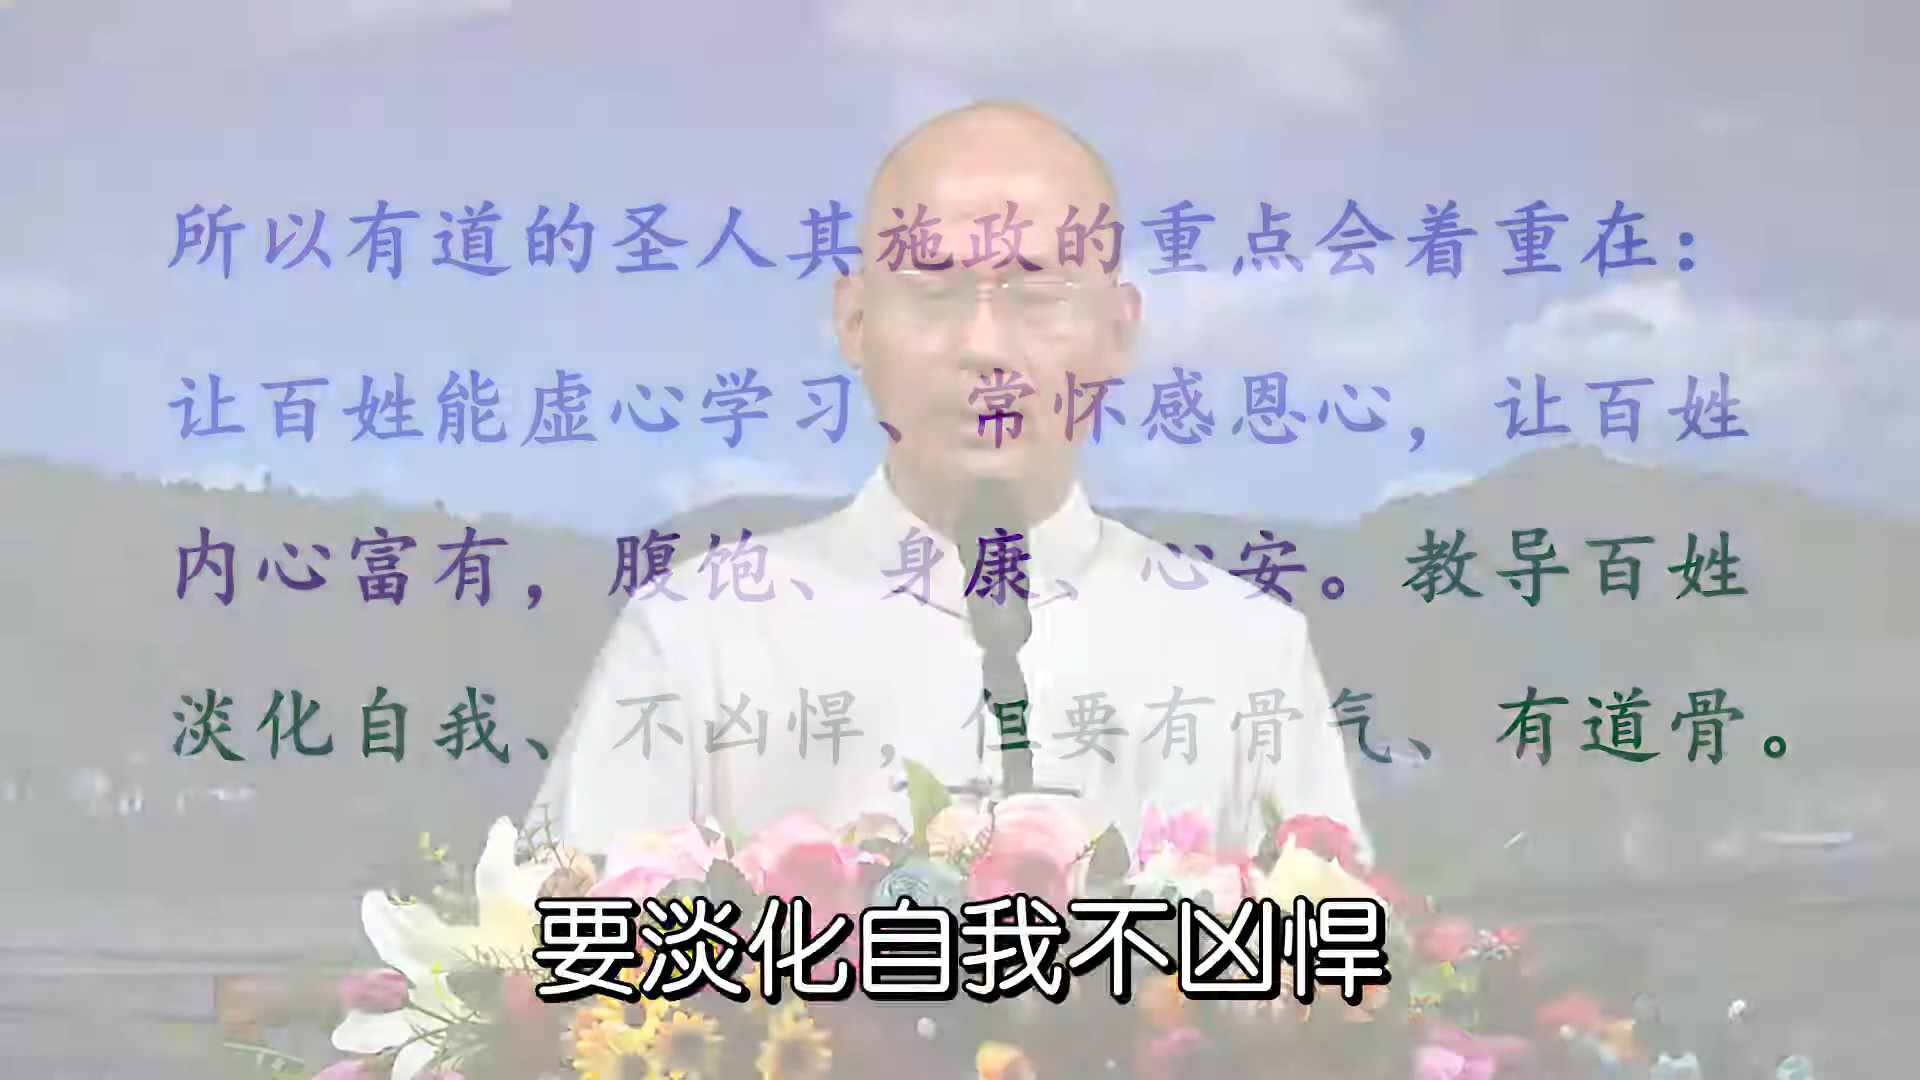 所以有道的圣人其施政的重点会着重在：
让百姓能虚心学习、常怀感恩心，让百姓
内心富有，腹饱、身康、心安。教导百姓
淡化自我、不凶悍，但要有骨气、有道骨。
要淡化自我不凶悍